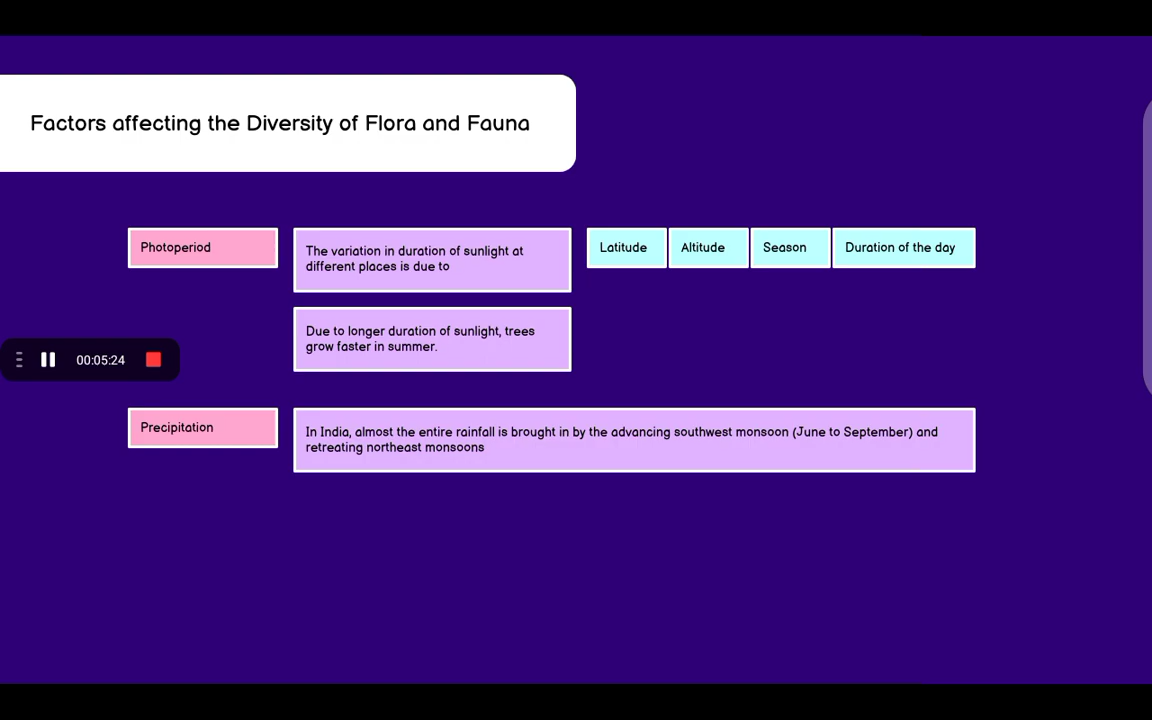 Factors affecting the Diversity of Flora and Fauna
Photoperiod
The variation in duration of sunlight at
different places is due to
Latitude
Altitude
Season
Duration of the day
Due to longer duration of sunlight, trees
grow faster in summer.
00:05:24
Precipitation
In India, almost the entire rainfall is brought in by the advancing southwest monsoon (June to September) and
retreating northeast monsoons